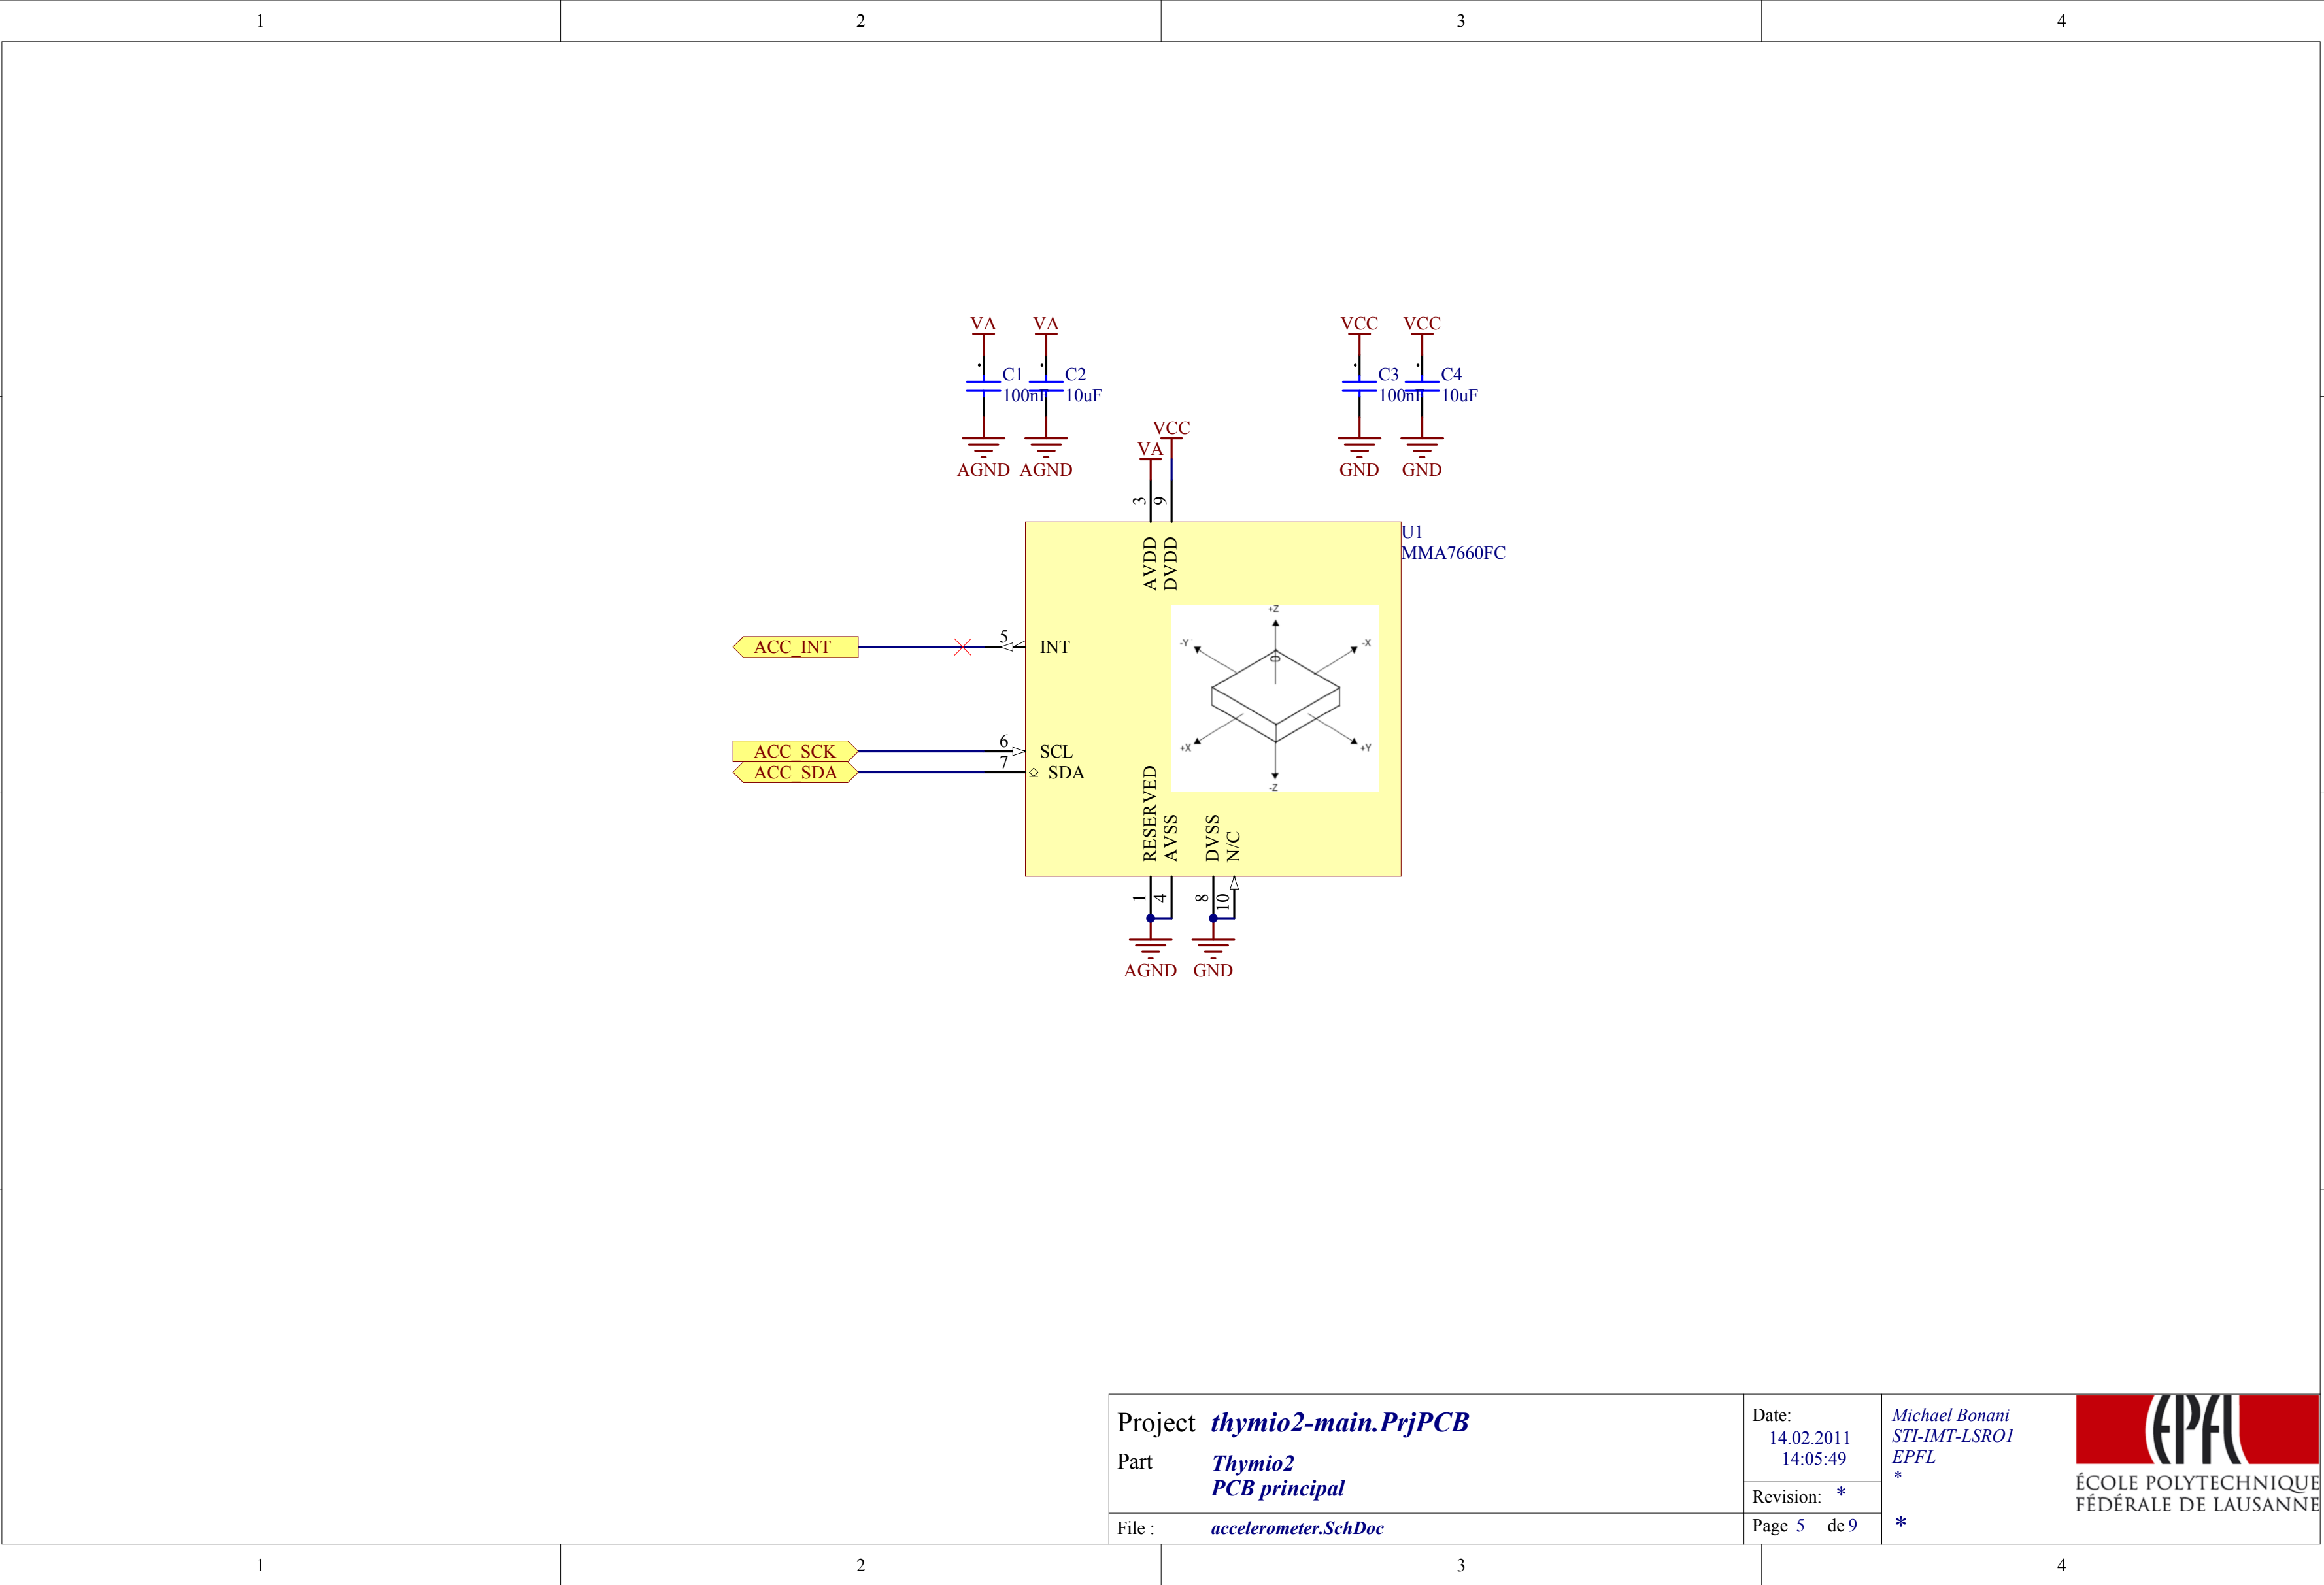 1 2 3 4
VA VA VCC VCC
C1 C2 C3 C4
100nF 10uF 100nF 10uF
VCC
VA
AGND AGND GND GND
3 9
U1
MMA7660FC
AVDD DVDD
+Z
-Y -X
ACC_INT 5 INT
0
ACC_SCK 6 SCL
+X +Y
ACC_SDA 7 SDA
-Z
RESERVED AVSS DVSS N/C
1 4 8 10
AGND GND
Project thymio2-main.PrjPCB
Part Thymio2
PCB principal
File : accelerometer.SchDoc
Date:
14.02.2011
14:05:49
Revision: *
Page 5 de 9
Michael Bonani
STI-IMT-LSRO1
EPFL
*
*
EPFL
ÉCOLE POLYTECHNIQUE
FÉDÉRALE DE LAUSANNE
1 2 3 4